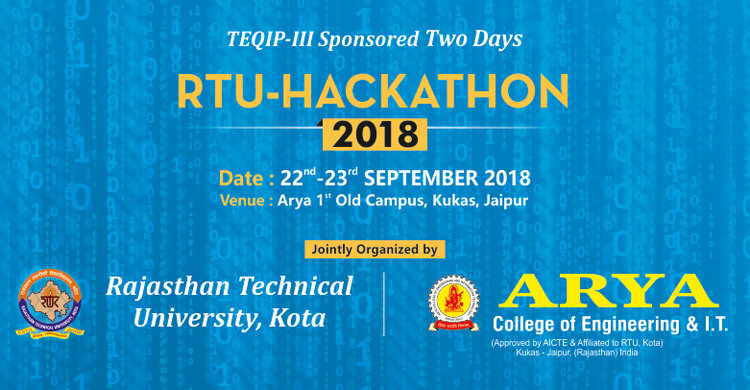 TEQIP-III Sponsored Two Days
RTU-HACKATHON
2018
Date : 22nd-23rd SEPTEMBER 2018
Venue : Arya 1st Old Campus, Kukas, Jaipur
Jointly Organized by
Rajasthan Technical
University, Kota
ARYA
College of Engineering & I.T.
(Approved by AICTE & Affiliated to RTU, Kota)
Kukas - Jaipur, (Rajasthan) India